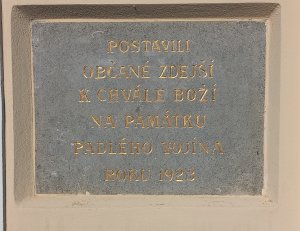 POSTAVILI
OBČANÉ ZDEJŠÍ
K CHVÁLE BOŽÍ
NA PAMÁTKU
PADLÉHO VOJÍNA
ROKU 1923